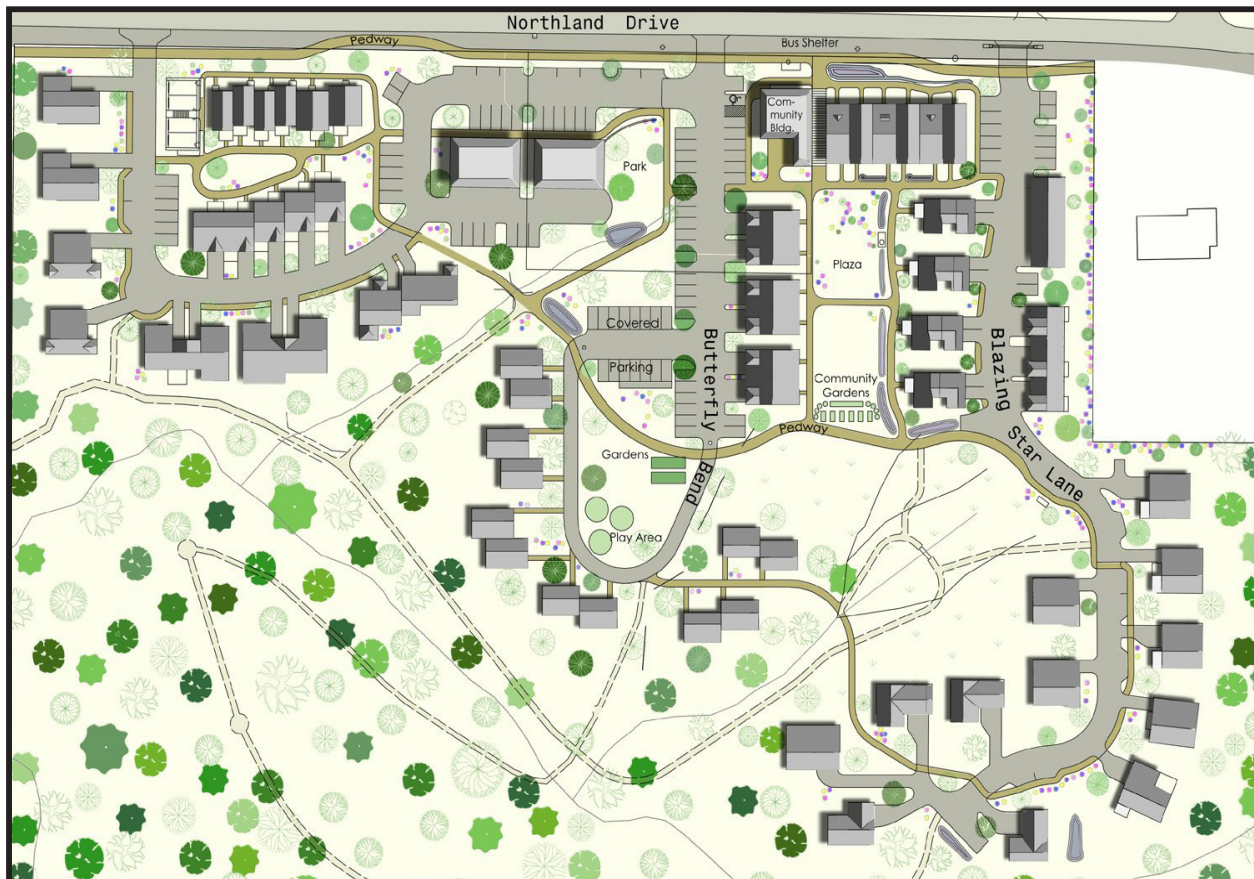 Northland Drive
Pedway
Bus Shelter
Com-
munity
Bldg.
Park
Plaza
Covered
Parking
Butterfly
Bend
Blazing
Star Lane
Community
Gardens
Pedway
Gardens
Play Area